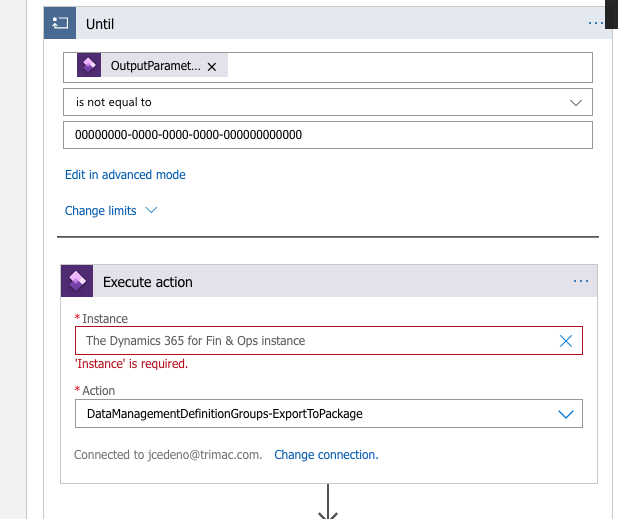 Until
OutputParamet...
is not equal to
00000000-0000-0000-0000-000000000000
Edit in advanced mode
Change limits
Execute action
* Instance
The Dynamics 365 for Fin & Ops instance
'Instance' is required.
* Action
DataManagementDefinitionGroups-ExportToPackage
Connected to jcedeno@trimac.com. Change connection.